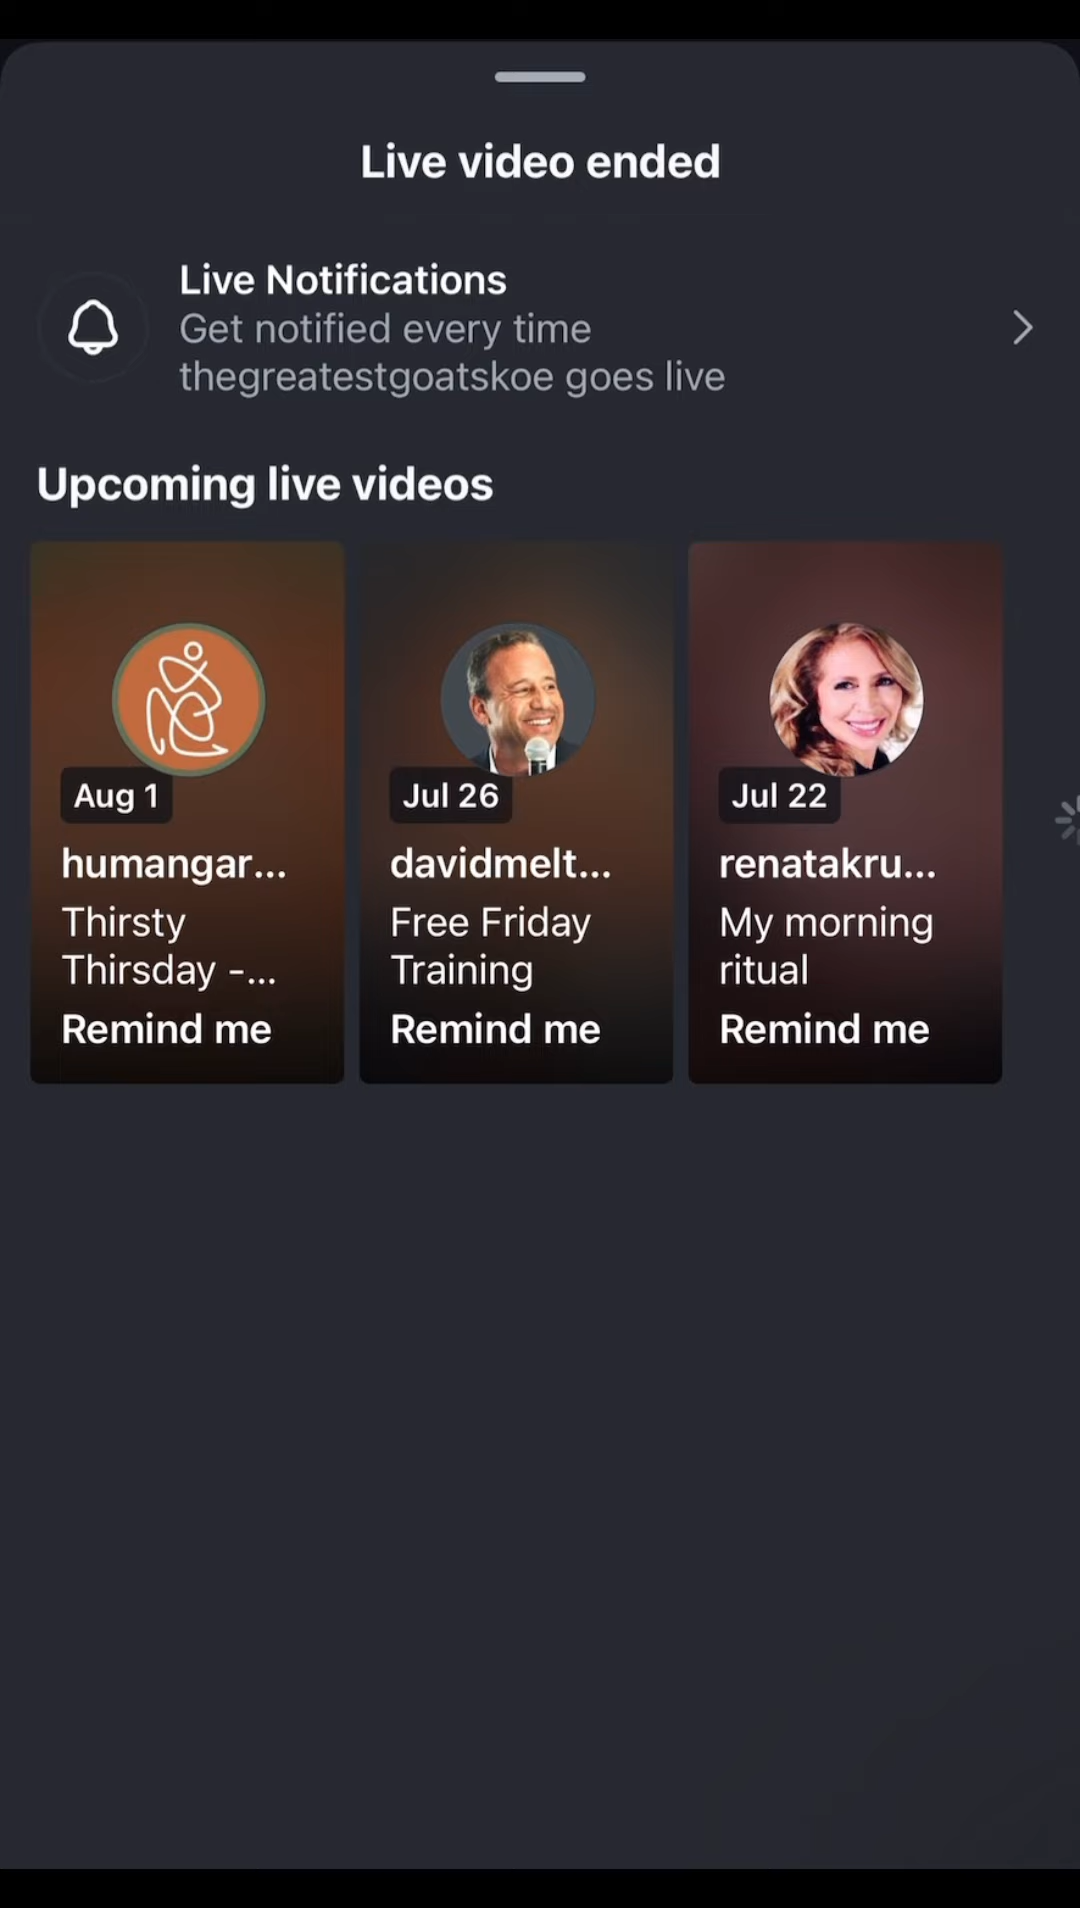 Live video ended
Live Notifications
Get notified every time
thegreatestgoatskoe goes live
Upcoming live videos
Aug 1
humangar...
Thirsty
Thirsday -...
Remind me
Jul 26
davidmelt...
Free Friday
Training
Remind me
Jul 22
renatakru...
My morning
ritual
Remind me